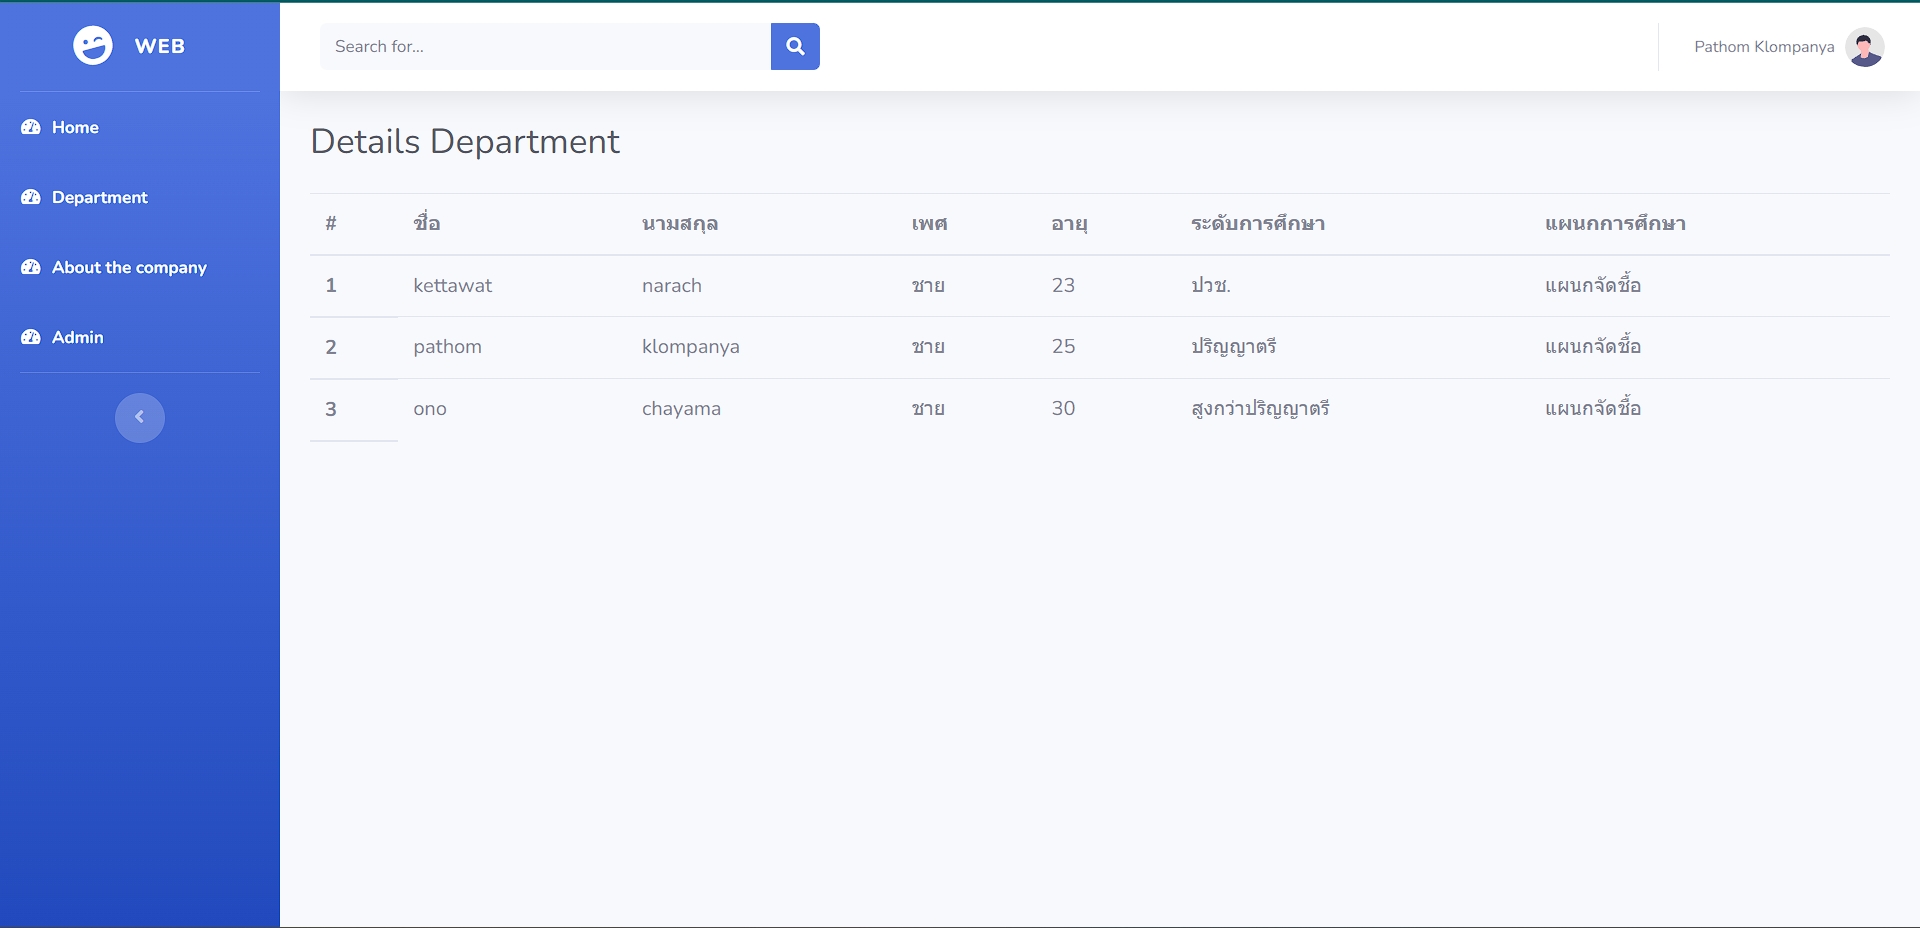 WEB
Search for...
Pathom Klompanya
Home
Department
About the company
Admin
Details Department
# ชื่อ นามสกุล เพศ อายุ ระดับการศึกษา แผนกการศึกษา
1 kettawat narach ชาย 23 ปวช. แผนกจัดซื้อ
2 pathom klompanya ชาย 25 ปริญญาตรี แผนกจัดซื้อ
3 ono chayama ชาย 30 สูงกว่าปริญญาตรี แผนกจัดซื้อ